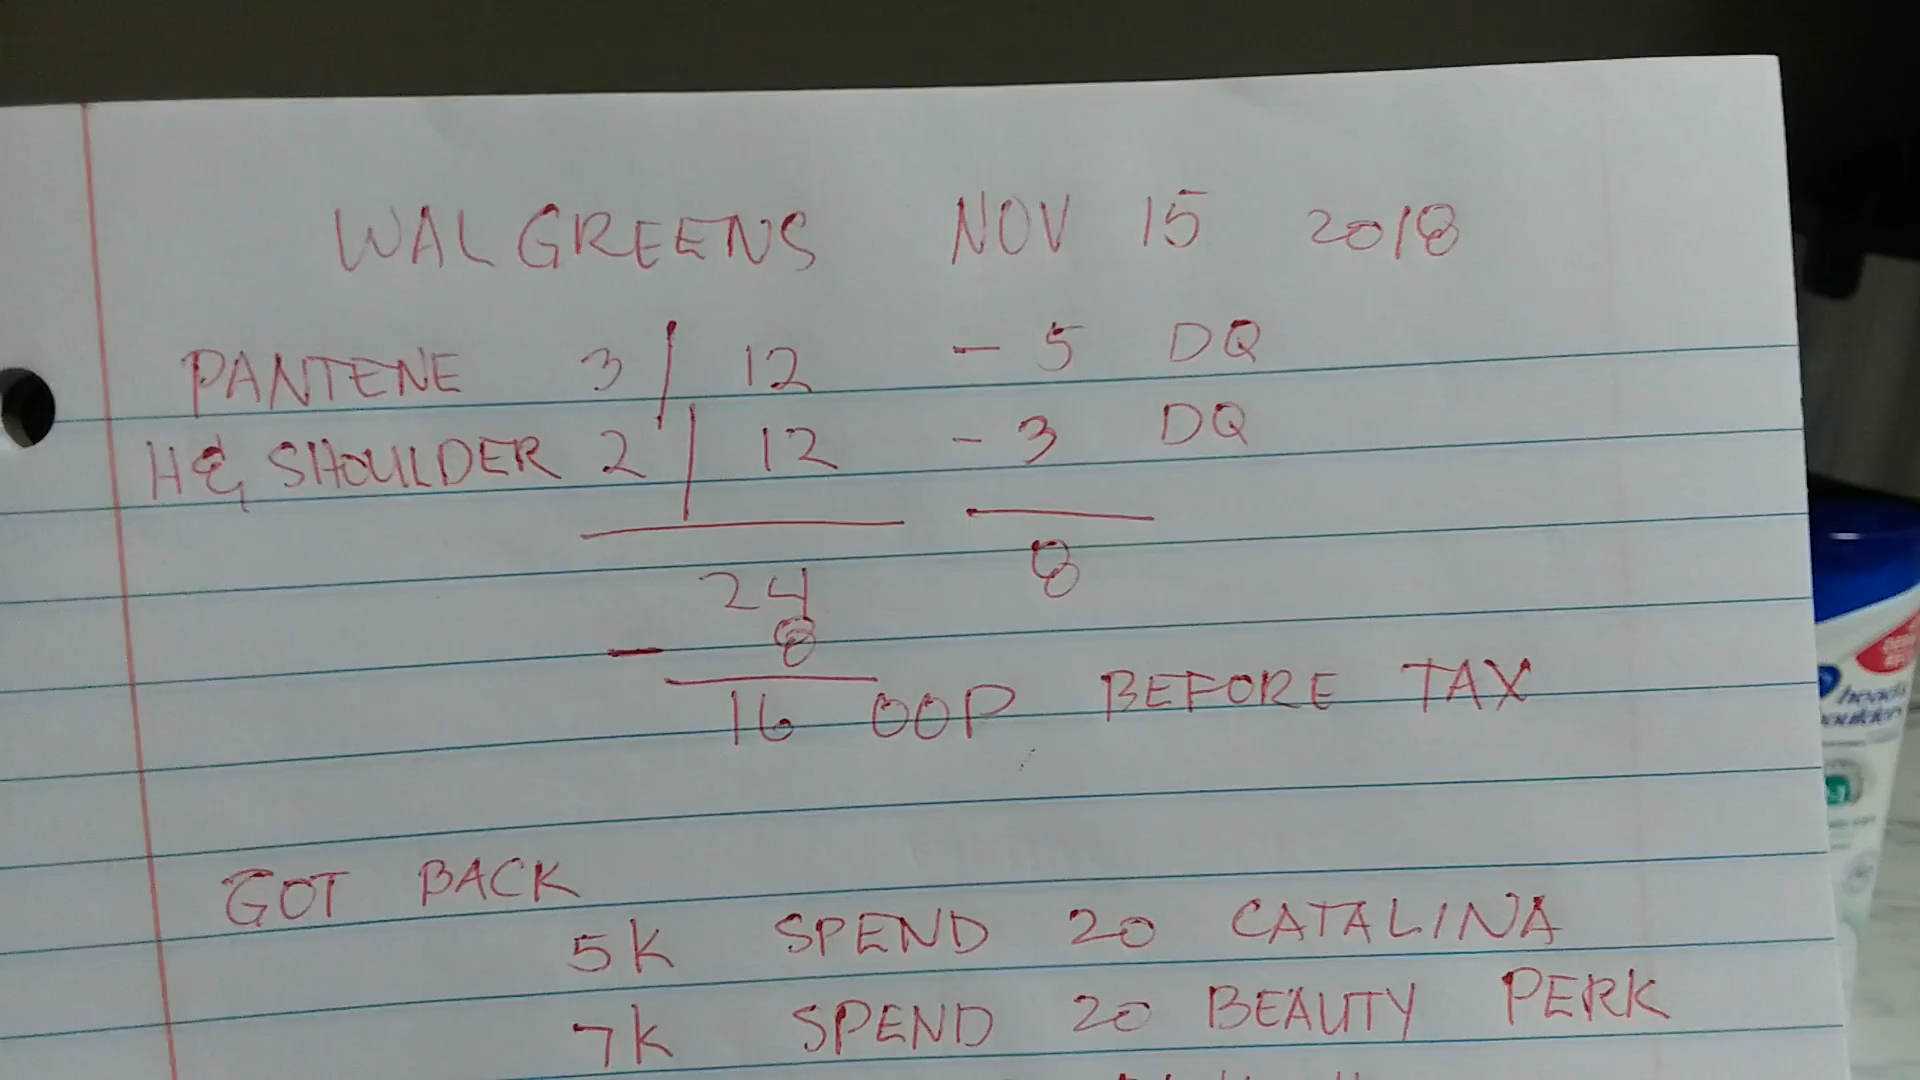 WALGREENS NOV 15 2018
PANTENE 3/12 - 5 DQ
H& SHOULDER 2/12 - 3 DQ
8
24
- 8
16 OOP BEFORE TAX
GOT BACK
5K SPEND 20 CATALINA
7K SPEND 20 BEAUTY PERK
head